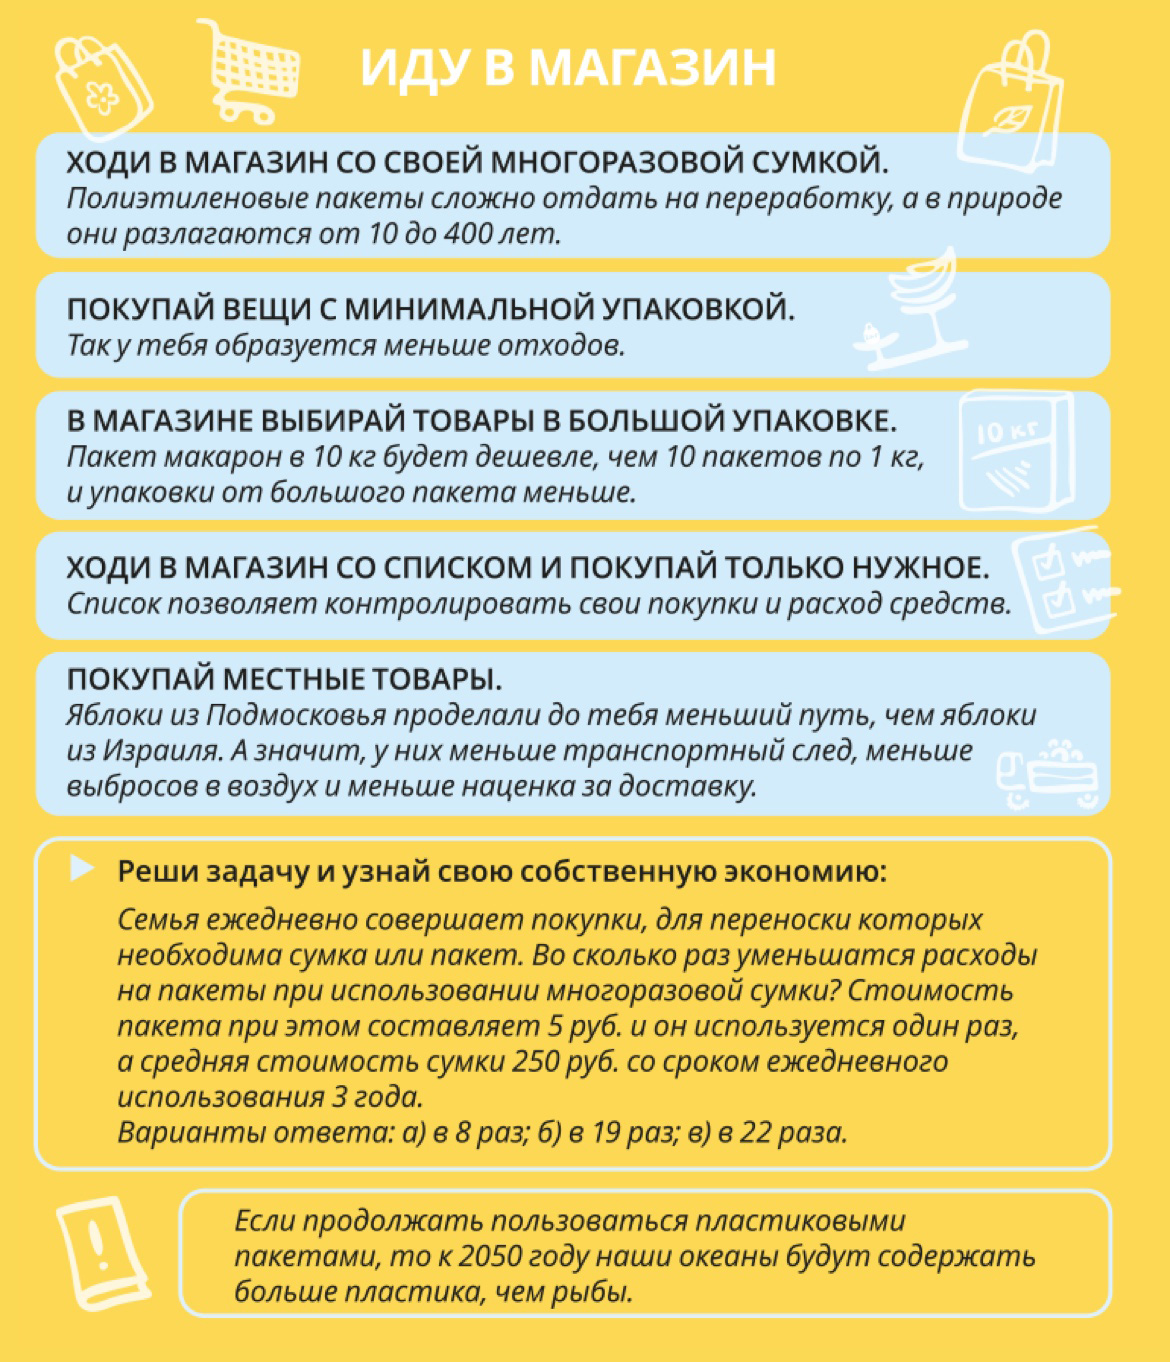 ИДУ В МАГАЗИН
ХОДИ В МАГАЗИН СО СВОЕЙ МНОГОРАЗОВОЙ СУМКОЙ.
Полиэтиленовые пакеты сложно отдать на переработку, а в природе
они разлагаются от 10 до 400 лет.
ПОКУПАЙ ВЕЩИ С МИНИМАЛЬНОЙ УПАКОВКОЙ.
Так у тебя образуется меньше отходов.
В МАГАЗИНЕ ВЫБИРАЙ ТОВАРЫ В БОЛЬШОЙ УПАКОВКЕ.
Пакет макарон в 10 кг будет дешевле, чем 10 пакетов по 1 кг,
и упаковки от большого пакета меньше.
10 кг
ХОДИ В МАГАЗИН СО СПИСКОМ И ПОКУПАЙ ТОЛЬКО НУЖНОЕ.
Список позволяет контролировать свои покупки и расход средств.
ПОКУПАЙ МЕСТНЫЕ ТОВАРЫ.
Яблоки из Подмосковья проделали до тебя меньший путь, чем яблоки
из Израиля. А значит, у них меньше транспортный след, меньше
выбросов в воздух и меньше наценка за доставку.
Реши задачу и узнай свою собственную экономию:
Семья ежедневно совершает покупки, для переноски которых
необходима сумка или пакет. Во сколько раз уменьшатся расходы
на пакеты при использовании многоразовой сумки? Стоимость
пакета при этом составляет 5 руб. и он используется один раз,
а средняя стоимость сумки 250 руб. со сроком ежедневного
использования 3 года.
Варианты ответа: а) в 8 раз; б) в 19 раз; в) в 22 раза.
!
Если продолжать пользоваться пластиковыми
пакетами, то к 2050 году наши океаны будут содержать
больше пластика, чем рыбы.